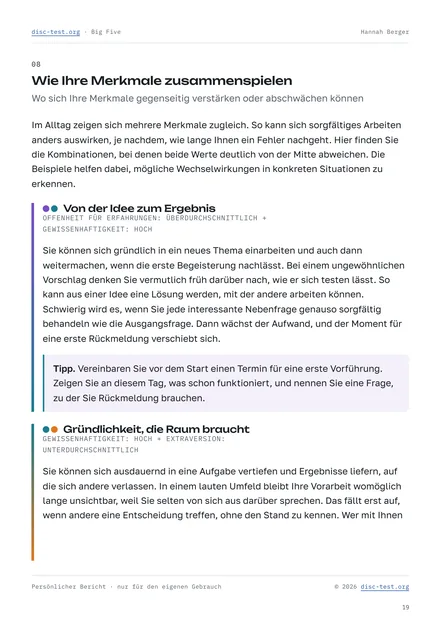 disc-test.org · Big Five
Hannah Berger
08
Wie Ihre Merkmale zusammenspielen
Wo sich Ihre Merkmale gegenseitig verstärken oder abschwächen können
Im Alltag zeigen sich mehrere Merkmale zugleich. So kann sich sorgfältiges Arbeiten
anders auswirken, je nachdem, wie lange Ihnen ein Fehler nachgeht. Hier finden Sie
die Kombinationen, bei denen beide Werte deutlich von der Mitte abweichen. Die
Beispiele helfen dabei, mögliche Wechselwirkungen in konkreten Situationen zu
erkennen.
Von der Idee zum Ergebnis
OFFENHEIT FÜR ERFAHRUNGEN: ÜBERDURCHSCHNITTLICH +
GEWISSENHAFTIGKEIT: HOCH
Sie können sich gründlich in ein neues Thema einarbeiten und auch dann
weitermachen, wenn die erste Begeisterung nachlässt. Bei einem ungewöhnlichen
Vorschlag denken Sie vermutlich früh darüber nach, wie er sich testen lässt. So
kann aus einer Idee eine Lösung werden, mit der andere arbeiten können.
Schwierig wird es, wenn Sie jede interessante Nebenfrage genauso sorgfältig
behandeln wie die Ausgangsfrage. Dann wächst der Aufwand, und der Moment für
eine erste Rückmeldung verschiebt sich.
Tipp. Vereinbaren Sie vor dem Start einen Termin für eine erste Vorführung.
Zeigen Sie an diesem Tag, was schon funktioniert, und nennen Sie eine Frage,
zu der Sie Rückmeldung brauchen.
Gründlichkeit, die Raum braucht
GEWISSENHAFTIGKEIT: HOCH + EXTRAVERSION:
UNTERDURCHSCHNITTLICH
Sie können sich ausdauernd in eine Aufgabe vertiefen und Ergebnisse liefern, auf
die sich andere verlassen. In einem lauten Umfeld bleibt Ihre Vorarbeit womöglich
lange unsichtbar, weil Sie selten von sich aus darüber sprechen. Das fällt erst auf,
wenn andere eine Entscheidung treffen, ohne den Stand zu kennen. Wer mit Ihnen
Persönlicher Bericht · nur für den eigenen Gebrauch
© 2026 disc-test.org
19